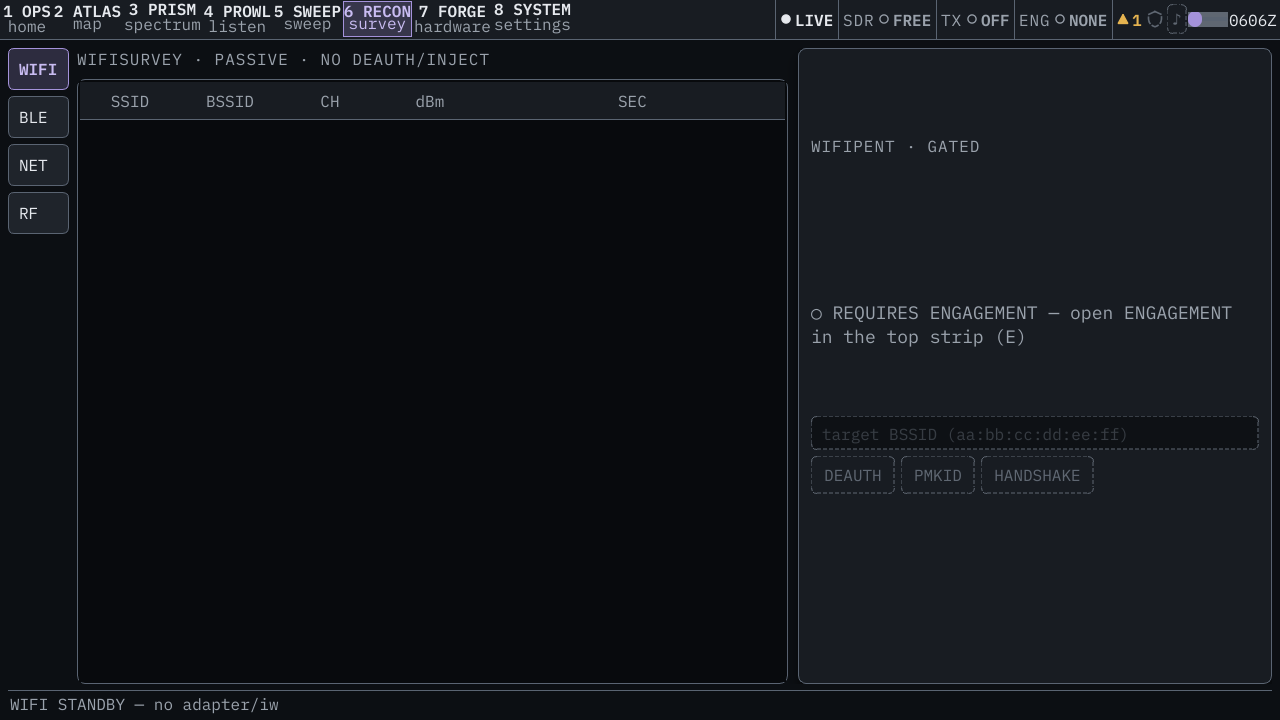 1 OPS 2 ATLAS 3 PRISM 4 PROWL 5 SWEEP 6 RECON 7 FORGE 8 SYSTEM
home map spectrum listen sweep survey hardware settings
LIVE SDR FREE TX OFF ENG NONE 1 ♪ 0606Z
WIFI
BLE
NET
RF
WIFISURVEY · PASSIVE · NO DEAUTH/INJECT
SSID BSSID CH dBm SEC
WIFIPENT · GATED
○ REQUIRES ENGAGEMENT — open ENGAGEMENT
in the top strip (E)
target BSSID (aa:bb:cc:dd:ee:ff)
DEAUTH PMKID HANDSHAKE
WIFI STANDBY — no adapter/iw